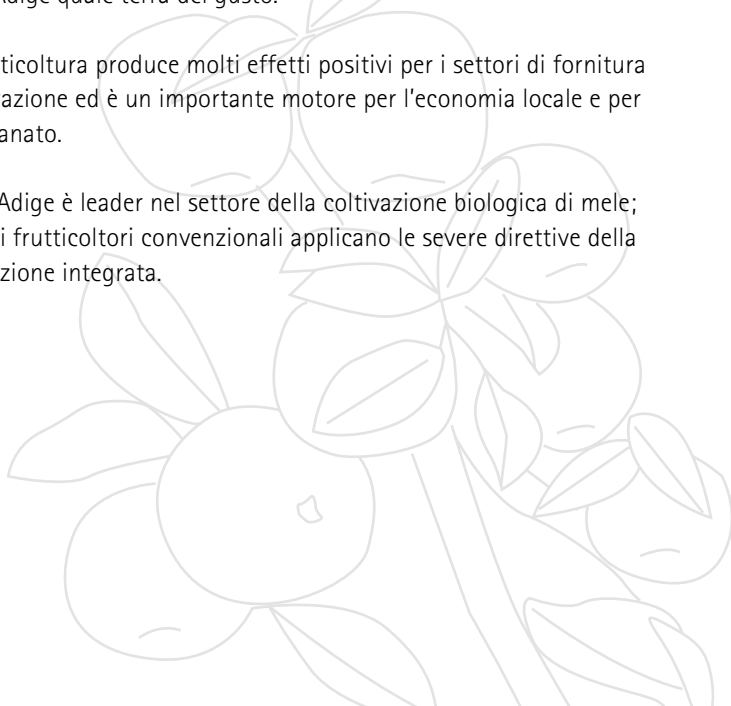 Adige quale terra del gusto.
ticoltura produce molti effetti positivi per i settori di fornitura
azione ed è un importante motore per l'economia locale e per
anato.
Adige è leader nel settore della coltivazione biologica di mele;
i frutticoltori convenzionali applicano le severe direttive della
zione integrata.